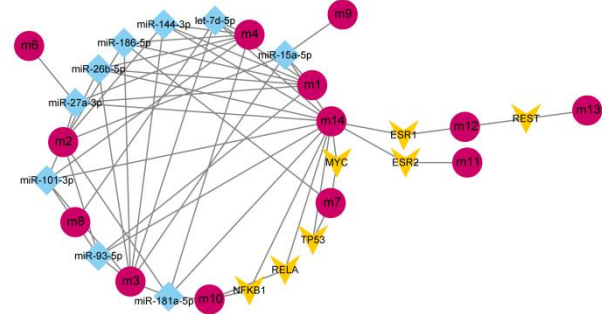 let-7d-5p
miR-144-3p
m9
m4
miR-186-5p
m6
miR-15a-5p
miR-26b-5p
m1
miR-27a-3p
m13
REST
m14
m12
ESR1
m2
MYC
ESR2
m11
miR-101-3p
m7
m8
TP53
miR-93-5p
RELA
m3
NFKB1
miR-181a-5p
m10